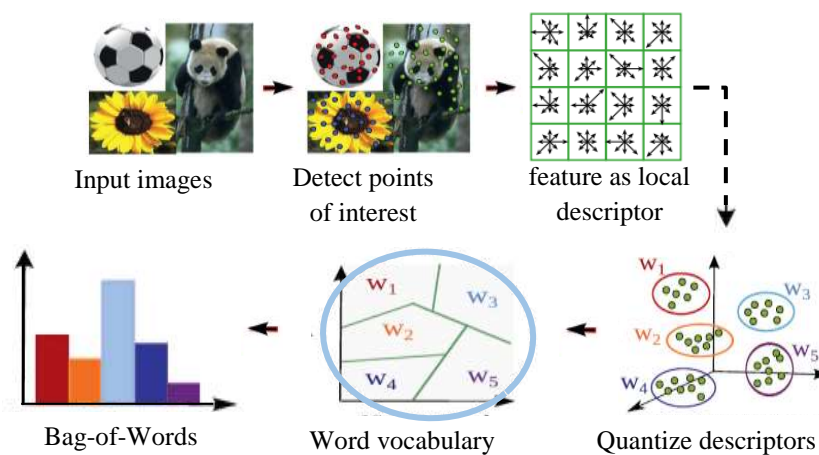 Input images
Detect points
of interest
feature as local
descriptor
w1
w2
w3
w4
w5
w1
w2
w3
w4
w5
Bag-of-Words
Word vocabulary
Quantize descriptors